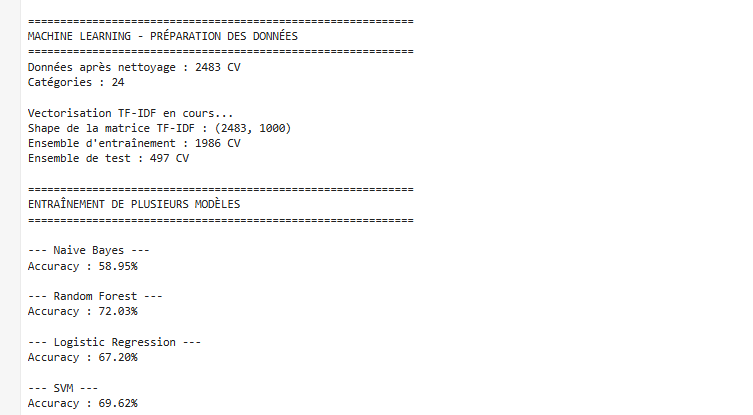 ============================================================
MACHINE LEARNING - PRÉPARATION DES DONNÉES
============================================================
Données après nettoyage : 2483 CV
Catégories : 24
Vectorisation TF-IDF en cours...
Shape de la matrice TF-IDF : (2483, 1000)
Ensemble d'entraînement : 1986 CV
Ensemble de test : 497 CV
============================================================
ENTRAÎNEMENT DE PLUSIEURS MODÈLES
============================================================
--- Naive Bayes ---
Accuracy : 58.95%
--- Random Forest ---
Accuracy : 72.03%
--- Logistic Regression ---
Accuracy : 67.20%
--- SVM ---
Accuracy : 69.62%